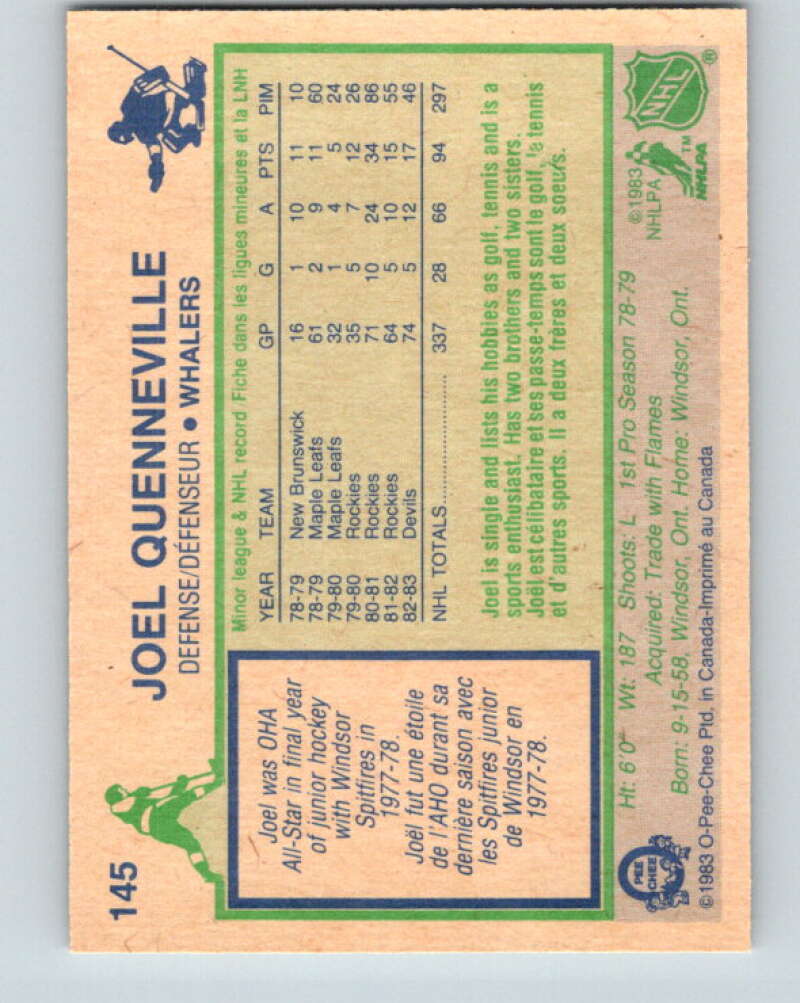 145
JOEL QUENNEVILLE
DEFENSE/DÉFENSEUR • WHALERS
Joel was OHA
All-Star in final year
of junior hockey
with Windsor
Spitfires in
1977-78.
Joël fut une étoile
de l'AHO durant sa
dernière saison avec
les Spitfires junior
de Windsor en
1977-78.
Minor league & NHL record Fiche dans les ligues mineures et la LNH
YEAR TEAM GP G A PTS PIM
78-79 New Brunswick 16 1 10 11 10
78-79 Maple Leafs 61 2 9 11 60
79-80 Maple Leafs 32 1 4 5 24
79-80 Rockies 35 5 7 12 26
80-81 Rockies 71 10 24 34 86
81-82 Rockies 64 5 10 15 55
82-83 Devils 74 5 12 17 46
NHL TOTALS 337 28 66 94 297
Joel is single and lists his hobbies as golf, tennis and is a
sports enthusiast. Has two brothers and two sisters.
Joël est célibataire et ses passe-temps sont le golf, le tennis
et d'autres sports. Il a deux frères et deux soeurs.
Ht: 6'0" Wt: 187 Shoots: L 1st Pro Season 78-79
Acquired: Trade with Flames
Born: 9-15-58, Windsor, Ont. Home: Windsor, Ont.
©1983 O-Pee-Chee Ptd. in Canada-Imprimé au Canada
O PEE CHEE
©1983
NHLPA
NHL ®
NHLPA TM